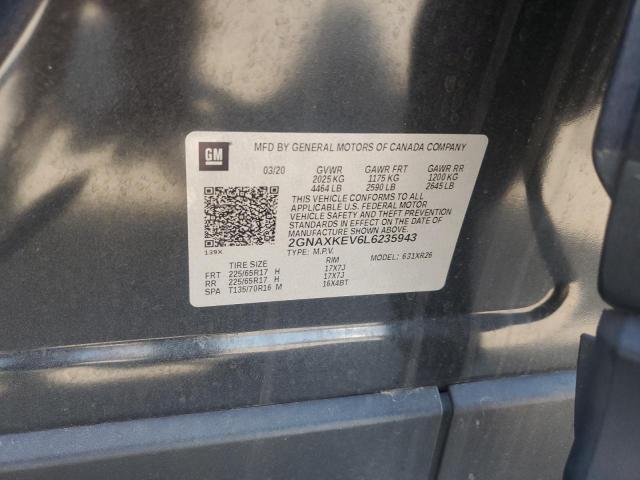 GM
MFD BY GENERAL MOTORS OF CANADA COMPANY
03/20 GVWR GAWR FRT GAWR RR
2025 KG 1175 KG 1200 KG
4464 LB 2590 LB 2645 LB
THIS VEHICLE CONFORMS TO ALL
APPLICABLE U.S. FEDERAL MOTOR
VEHICLE SAFETY AND THEFT PREVENTION
STANDARDS IN EFFECT ON THE DATE OF
MANUFACTURE SHOWN ABOVE.
139X
2GNAXKEV6L6235943
TYPE: M.P.V. MODEL: 631XR26
TIRE SIZE RIM
FRT 225/65R17 H 17X7J
RR 225/65R17 H 17X7J
SPA T135/70R16 M 16X4BT